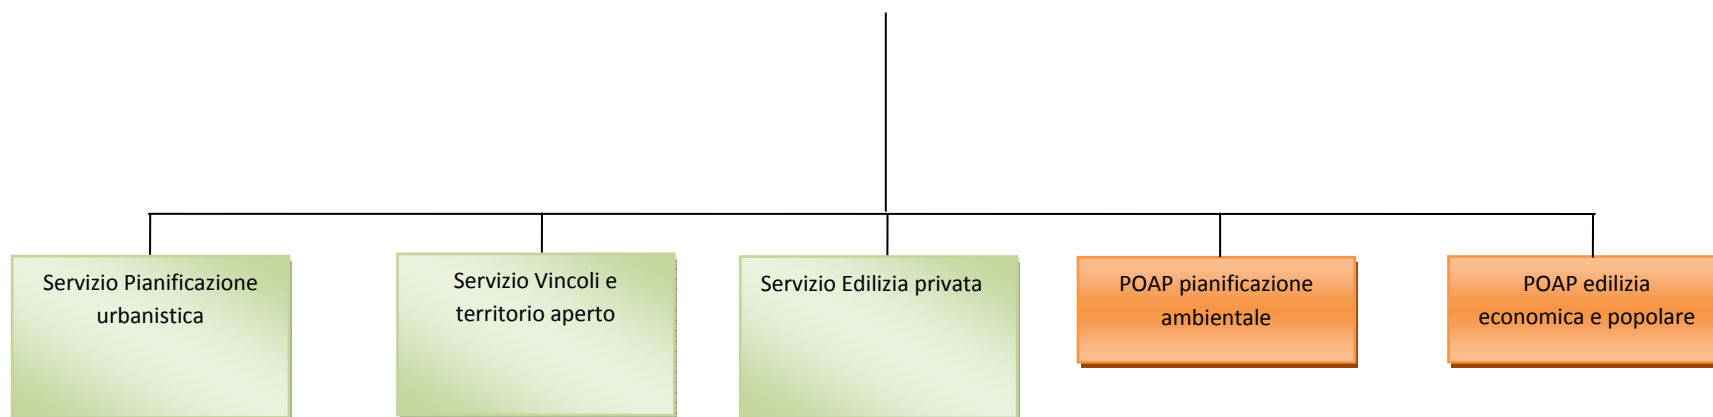 Servizio Pianificazione
urbanistica
Servizio Vincoli e
territorio aperto
Servizio Edilizia privata
POAP pianificazione
ambientale
POAP edilizia
economica e popolare